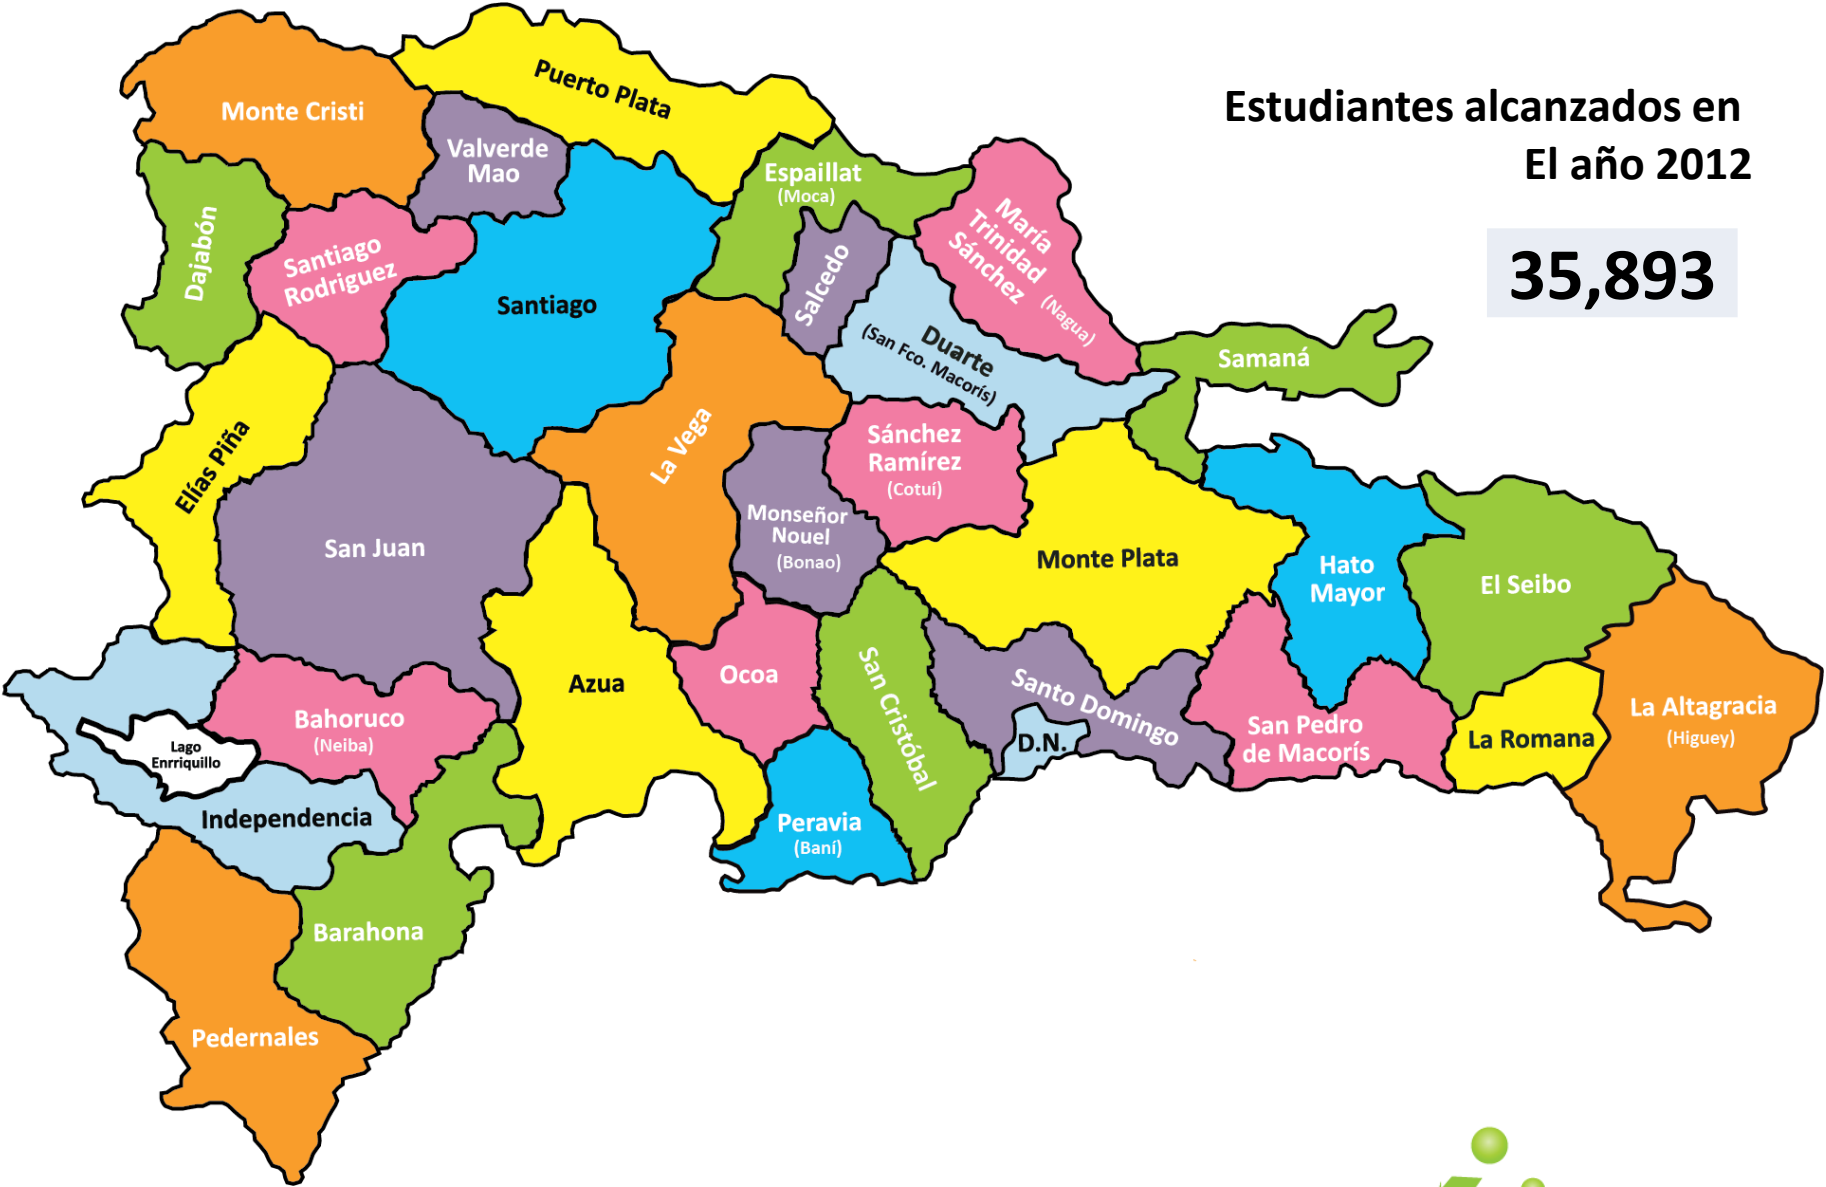 Estudiantes alcanzados en
El año 2012
35,893
Puerto Plata
Monte Cristi
Valverde
Mao
Espaillat
(Moca)
Dajabón
Santiago
Rodriguez
Santiago
Salcedo
María
Trinidad
Sánchez
(Nagua)
Duarte
(San Fco. Macorís)
Samaná
Elías Piña
La Vega
Sánchez
Ramírez
(Cotuí)
San Juan
Monseñor
Nouel
(Bonao)
Monte Plata
Hato
Mayor
El Seibo
Azua
Ocoa
San Cristóbal
Santo Domingo
D.N.
San Pedro
de Macorís
La Romana
La Altagracia
(Higuey)
Bahoruco
(Neiba)
Lago
Enrriquillo
Independencia
Peravia
(Baní)
Barahona
Pedernales